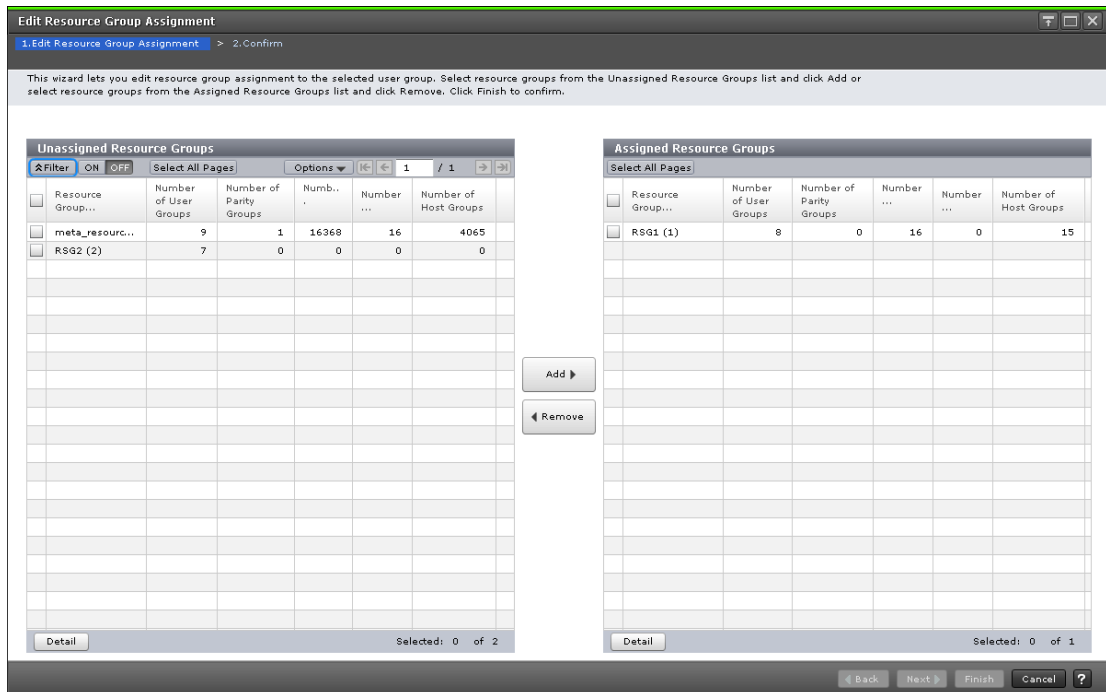 Edit Resource Group Assignment
1.Edit Resource Group Assignment > 2.Confirm
This wizard lets you edit resource group assignment to the selected user group. Select resource groups from the Unassigned Resource Groups list and click Add or
select resource groups from the Assigned Resource Groups list and click Remove. Click Finish to confirm.
Unassigned Resource Groups
Filter ON OFF Select All Pages Options 1 / 1
Resource Group... Number of User Groups Number of Parity Groups Numb... Number ... Number of Host Groups
meta_resourc... 9 1 16368 16 4065
RSG2 (2) 7 0 0 0 0
Detail Selected: 0 of 2
Add
Remove
Assigned Resource Groups
Select All Pages
Resource Group... Number of User Groups Number of Parity Groups Number ... Number ... Number of Host Groups
RSG1 (1) 8 0 16 0 15
Detail Selected: 0 of 1
Back Next Finish Cancel ?